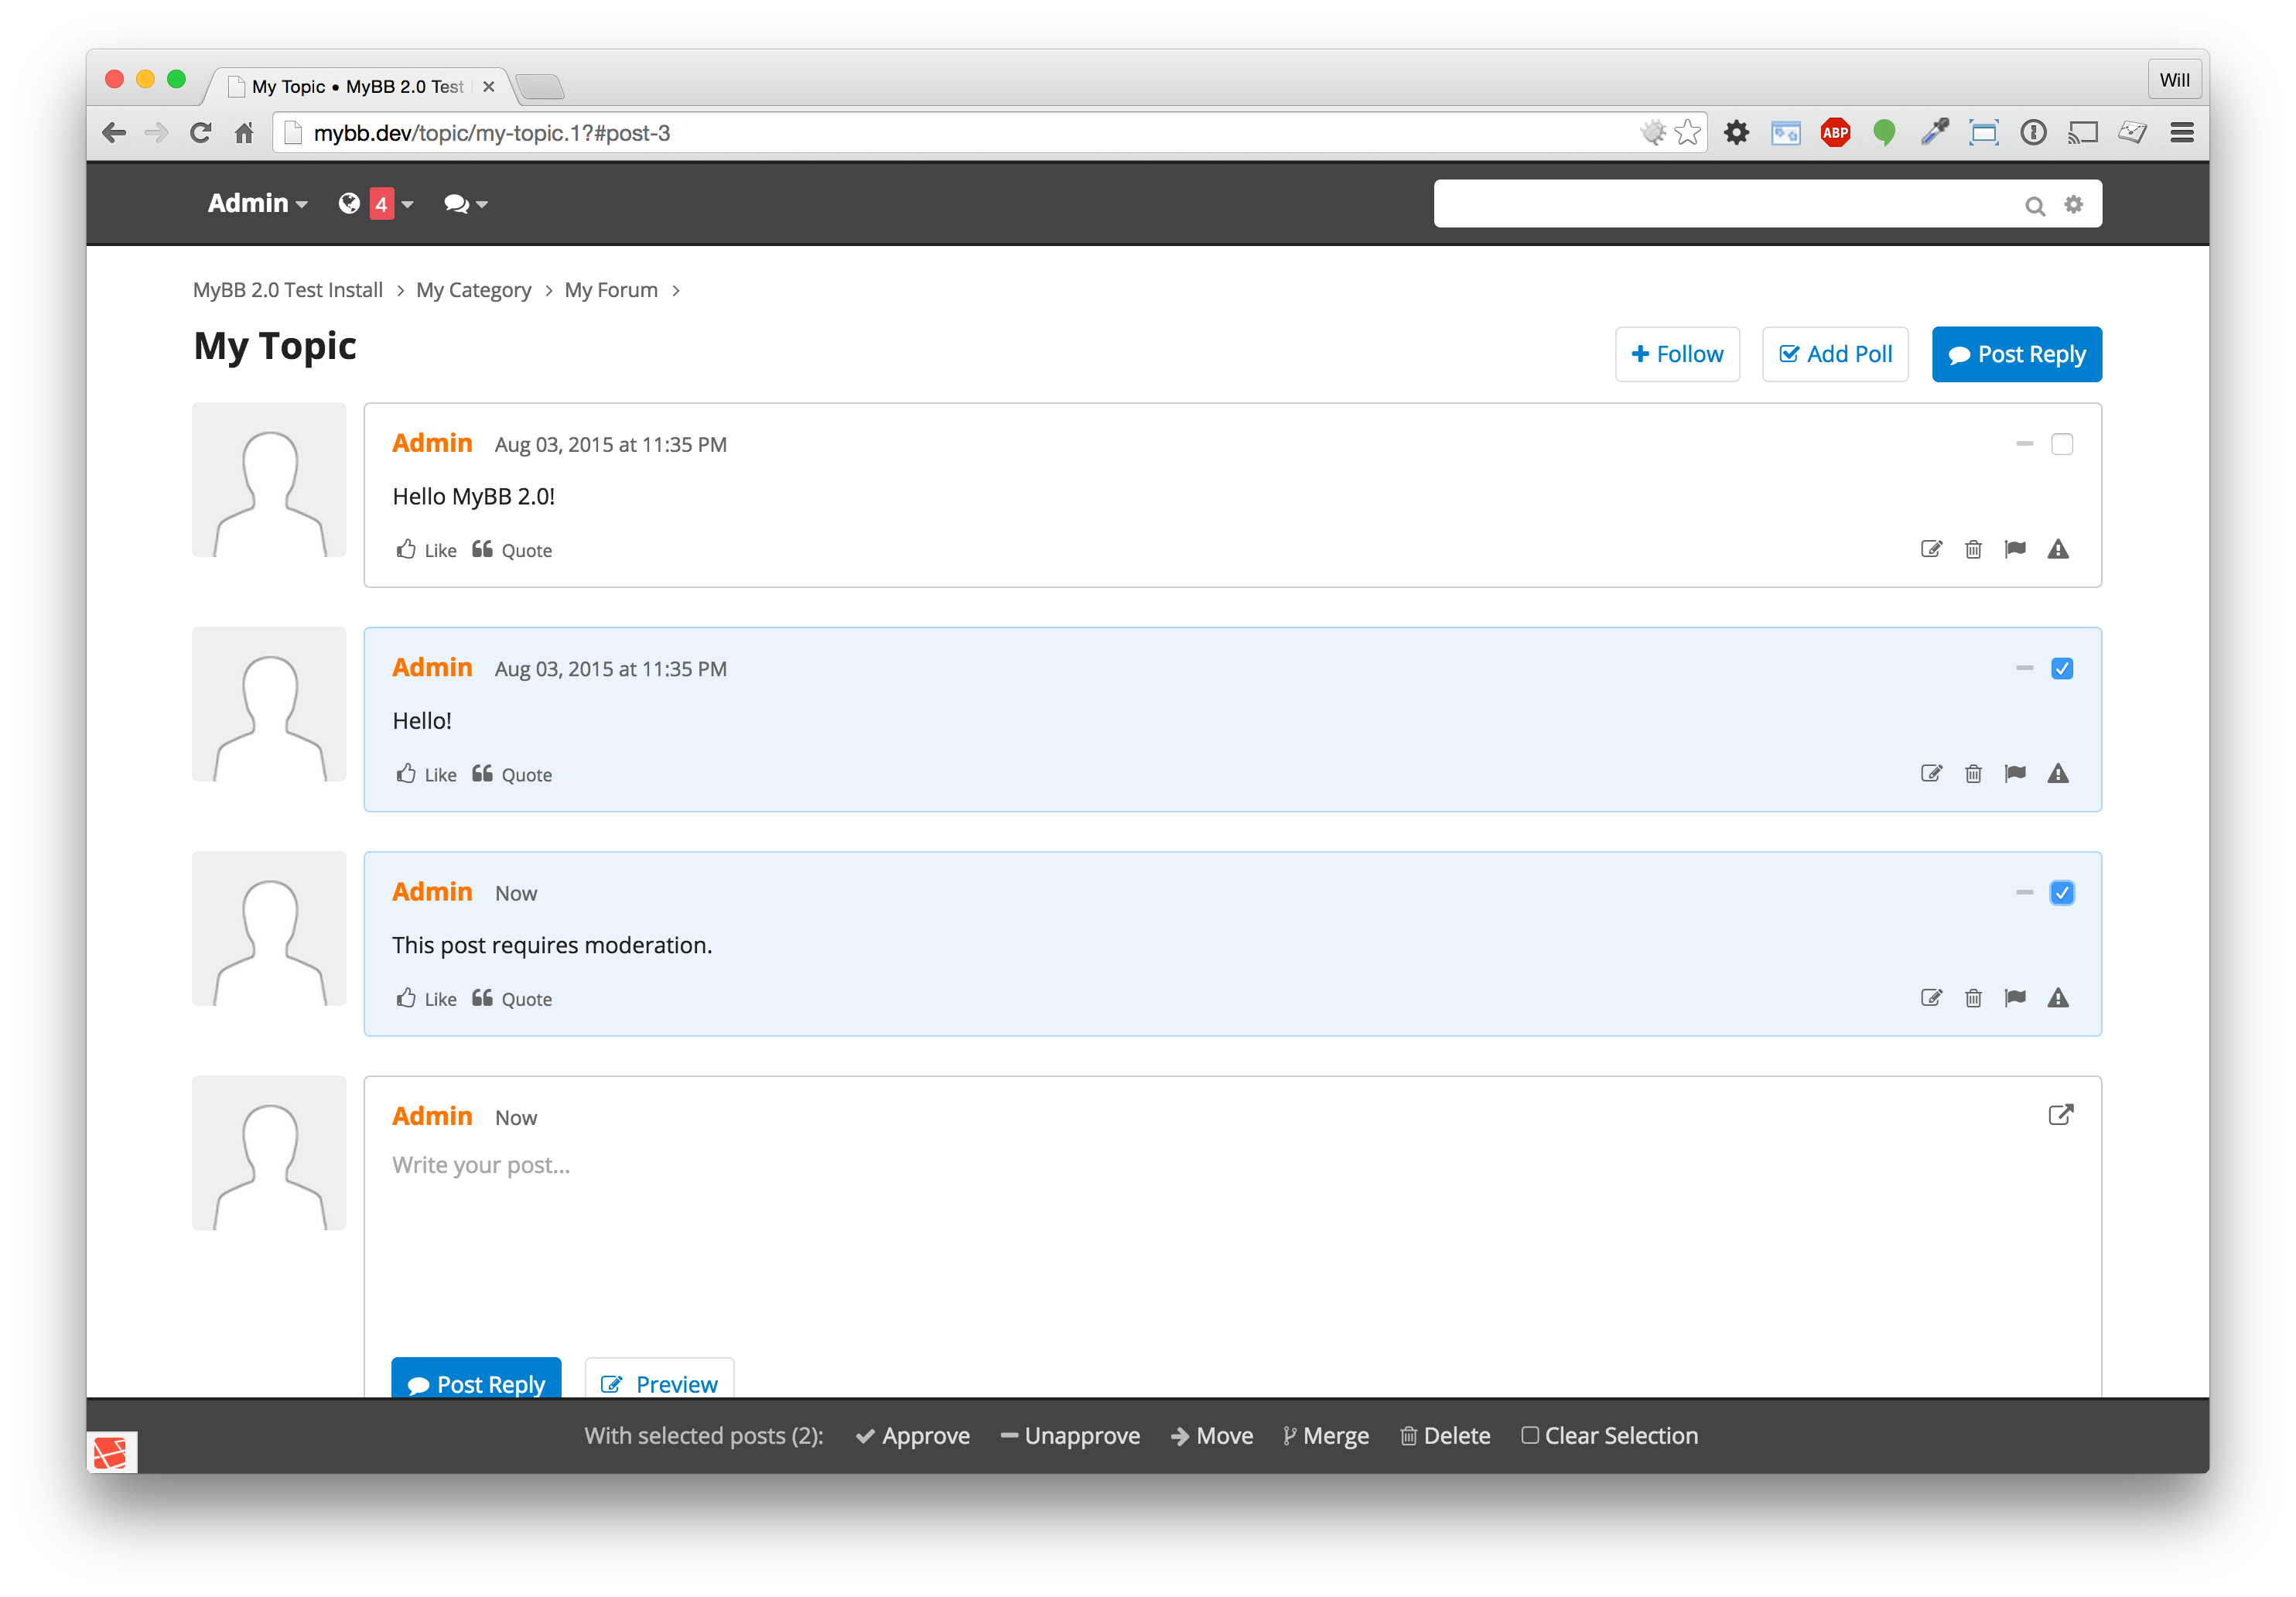 My Topic • MyBB 2.0 Test
Will
mybb.dev/topic/my-topic.1?#post-3
ABP
Admin
4
MyBB 2.0 Test Install > My Category > My Forum >
My Topic
Follow
Add Poll
Post Reply
Admin Aug 03, 2015 at 11:35 PM
Hello MyBB 2.0!
Like Quote
Admin Aug 03, 2015 at 11:35 PM
Hello!
Like Quote
Admin Now
This post requires moderation.
Like Quote
Admin Now
Write your post...
Post Reply Preview
With selected posts (2): Approve Unapprove Move Merge Delete Clear Selection